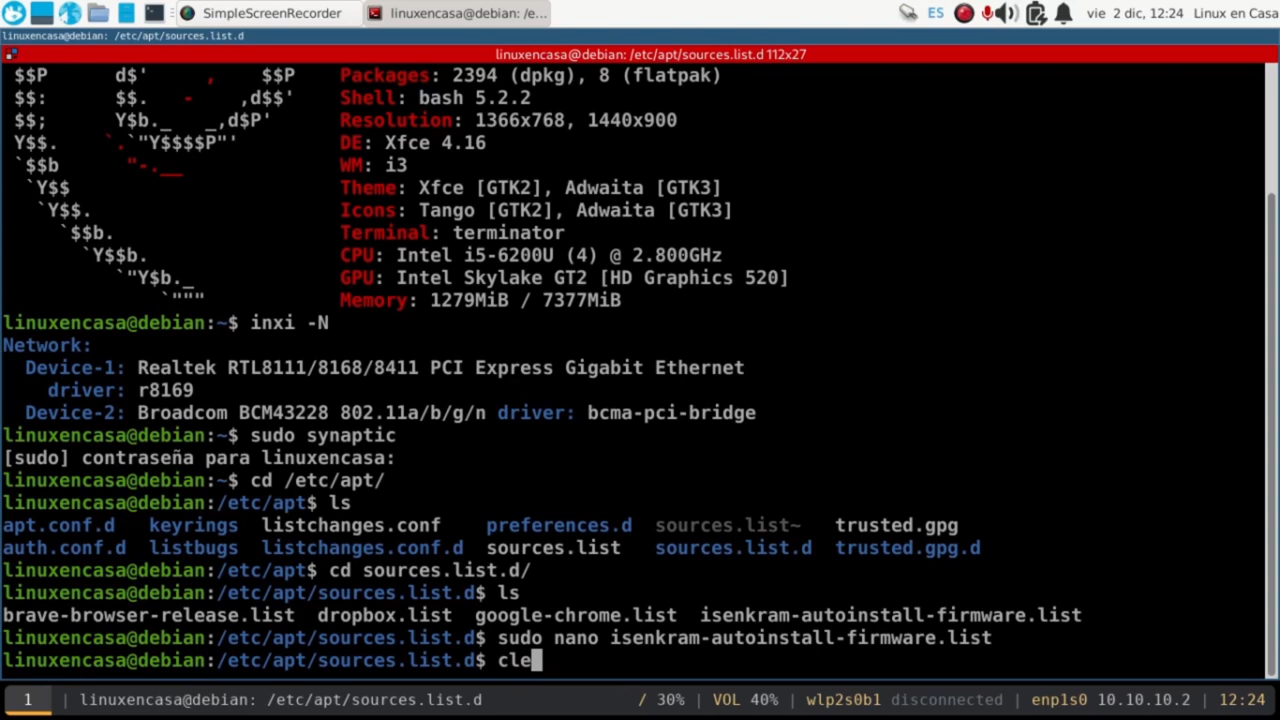 SimpleScreenRecorder
linuxencasa@debian: /e...
ES
vie 2 dic, 12:24
Linux en Casa
linuxencasa@debian: /etc/apt/sources.list.d
linuxencasa@debian: /etc/apt/sources.list.d 112x27
$$P      d$'     ,    $$P    Packages: 2394 (dpkg), 8 (flatpak)
$$:      $$.   -    ,d$$'    Shell: bash 5.2.2
$$;      Y$b._   _,d$P'      Resolution: 1366x768, 1440x900
Y$$.    `.`"Y$$$$P"'         DE: Xfce 4.16
`$$b      "-.__              WM: i3
`Y$$                        Theme: Xfce [GTK2], Adwaita [GTK3]
`Y$$.                      Icons: Tango [GTK2], Adwaita [GTK3]
`$$b.                    Terminal: terminator
`Y$$b.                 CPU: Intel i5-6200U (4) @ 2.800GHz
`"Y$b._             GPU: Intel Skylake GT2 [HD Graphics 520]
`"""            Memory: 1279MiB / 7377MiB
linuxencasa@debian:~$ inxi -N
Network:
Device-1: Realtek RTL8111/8168/8411 PCI Express Gigabit Ethernet
driver: r8169
Device-2: Broadcom BCM43228 802.11a/b/g/n driver: bcma-pci-bridge
linuxencasa@debian:~$ sudo synaptic
[sudo] contraseña para linuxencasa:
linuxencasa@debian:~$ cd /etc/apt/
linuxencasa@debian:/etc/apt$ ls
apt.conf.d   keyrings  listchanges.conf    preferences.d  sources.list~   trusted.gpg
auth.conf.d  listbugs  listchanges.conf.d  sources.list   sources.list.d  trusted.gpg.d
linuxencasa@debian:/etc/apt$ cd sources.list.d/
linuxencasa@debian:/etc/apt/sources.list.d$ ls
brave-browser-release.list  dropbox.list  google-chrome.list  isenkram-autoinstall-firmware.list
linuxencasa@debian:/etc/apt/sources.list.d$ sudo nano isenkram-autoinstall-firmware.list
linuxencasa@debian:/etc/apt/sources.list.d$ cle
1 | linuxencasa@debian: /etc/apt/sources.list.d
/ 30% | VOL 40% | wlp2s0b1 disconnected | enp1s0 10.10.10.2 | 12:24